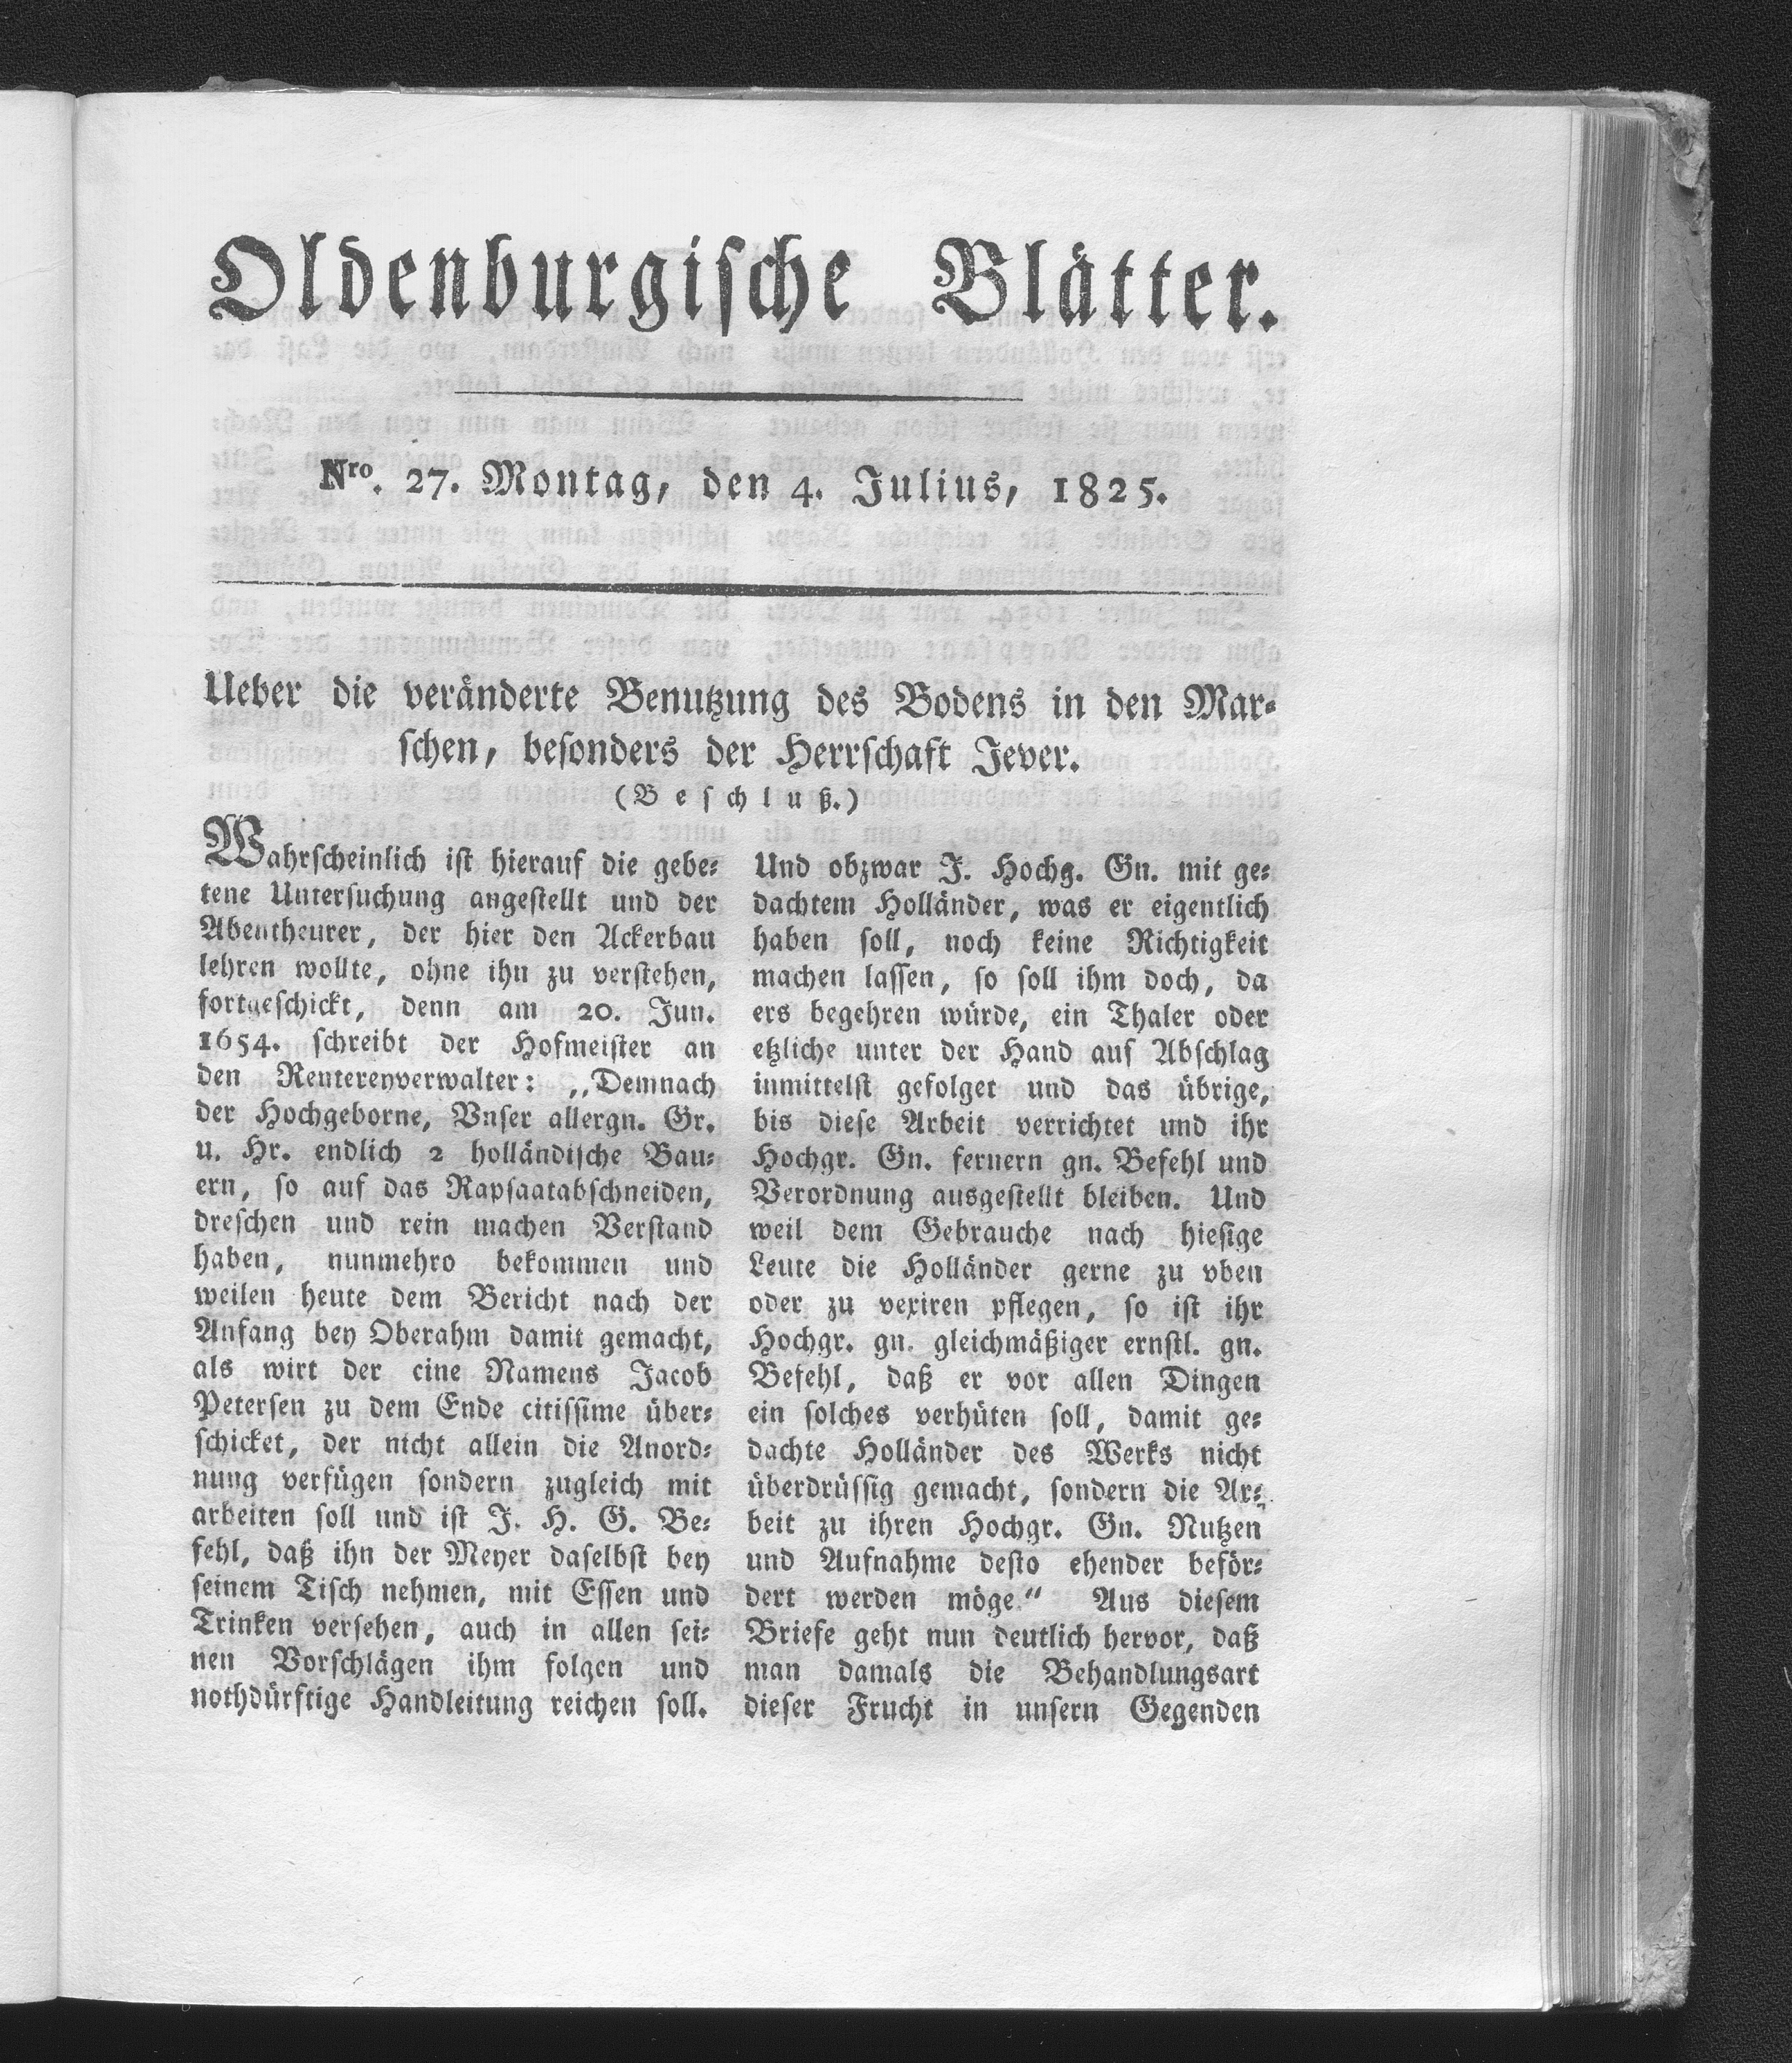 Oldenburgische Blätter.
Nro. 27. Montag, den 4. Julius, 1825.
Ueber die veränderte Benutzung des Bodens in den Mar-
schen, besonders der Herrschaft Jever.
(Beschluß.)
Wahrscheinlich ist hierauf die gebe-
tene Untersuchung angestellt und der
Abentheurer, der hier den Ackerbau
lehren wollte, ohne ihn zu verstehen,
fortgeschickt, denn am 20. Jun.
1654. schreibt der Hofmeister an
den Renterenverwalter: „Demnach
der Hochgeborne, Vnser allergn. Gr.
u. Hr. endlich 2 holländische Bau-
ern, so auf das Rapsaatabschneiden,
dreschen und rein machen Verstand
haben, nunmehro bekommen und
weilen heute dem Bericht nach der
Anfang bey Oberahm damit gemacht,
als wirt der eine Namens Jacob
Petersen zu dem Ende citissime über-
schicket, der nicht allein die Anord-
nung verfügen sondern zugleich mit
arbeiten soll und ist J. H. G. Be-
fehl, daß ihn der Meyer daselbst bey
seinem Tisch nehmen, mit Essen und
Trinken versehen, auch in allen sei-
nen Vorschlägen ihm folgen und
nothdürftige Handleitung reichen soll.
Und obzwar J. Hochg. Gn. mit ge-
dachtem Holländer, was er eigentlich
haben soll, noch keine Richtigkeit
machen lassen, so soll ihm doch, da
ers begehren würde, ein Thaler oder
etzliche unter der Hand auf Abschlag
inmittelst gefolget und das übrige,
bis diese Arbeit verrichtet und ihr
Hochgr. Gn. fernern gn. Befehl und
Verordnung ausgestellt bleiben. Und
weil dem Gebrauche nach hiesige
Leute die Holländer gerne zu vben
oder zu vexiren pflegen, so ist ihr
Hochgr. gn. gleichmäßiger ernstl. gn.
Befehl, daß er vor allen Dingen
ein solches verhüten soll, damit ge-
dachte Holländer des Werks nicht
überdrüssig gemacht, sondern die Ar-
beit zu ihren Hochgr. Gn. Nutzen
und Aufnahme desto ehender beför-
dert werden möge.“ Aus diesem
Briefe geht nun deutlich hervor, daß
man damals die Behandlungsart
dieser Frucht in unsern Gegenden